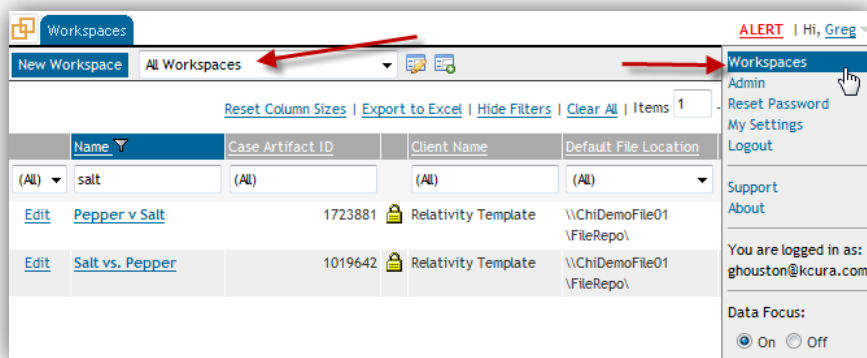 Workspaces
ALERT | Hi, Greg
New Workspace All Workspaces
Workspaces
Admin
Reset Password
My Settings
Logout
Support
About
You are logged in as:
ghouston@kcura.com
Data Focus:
On Off
Reset Column Sizes | Export to Excel | Hide Filters | Clear All | Items 1 -
Name Case Artifact ID Client Name Default File Location
(All) salt (All) (All) (All)
Edit Pepper v Salt 1723881 Relativity Template \\ChiDemoFile01
\FileRepo\
Edit Salt vs. Pepper 1019642 Relativity Template \\ChiDemoFile01
\FileRepo\